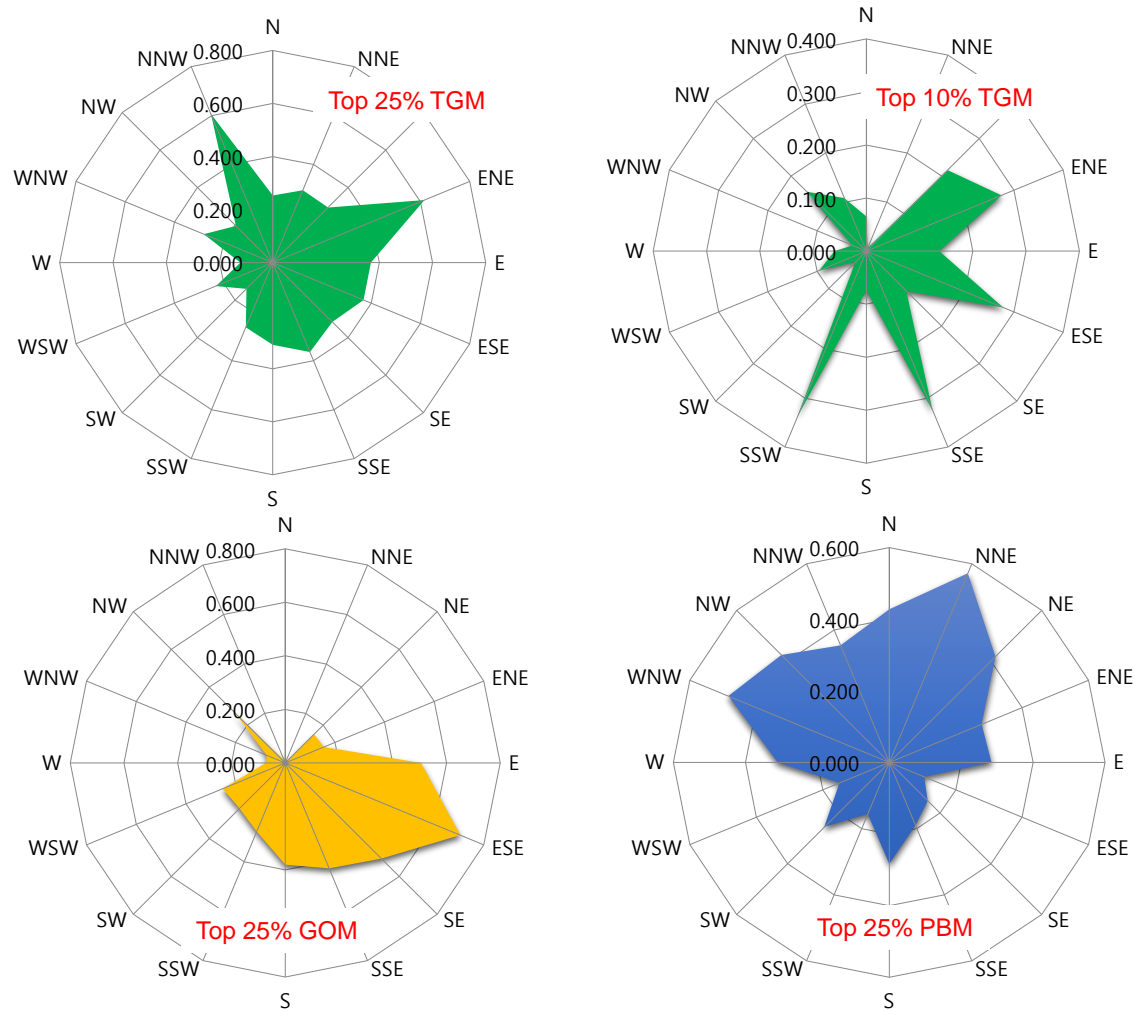 N
NNE
ENE
E
ESE
SE
SSE
S
SSW
SW
WSW
W
WNW
NW
NNW
0.800
0.600
0.400
0.200
0.000
Top 25% TGM
N
NNE
ENE
E
ESE
SE
SSE
S
SSW
SW
WSW
W
WNW
NW
NNW
0.400
0.300
0.200
0.100
0.000
Top 10% TGM
N
NNE
NE
ENE
E
ESE
SE
SSE
S
SSW
SW
WSW
W
WNW
NW
NNW
0.800
0.600
0.400
0.200
0.000
Top 25% GOM
N
NNE
NE
ENE
E
ESE
SE
SSE
S
SSW
SW
WSW
W
WNW
NW
NNW
0.600
0.400
0.200
0.000
Top 25% PBM